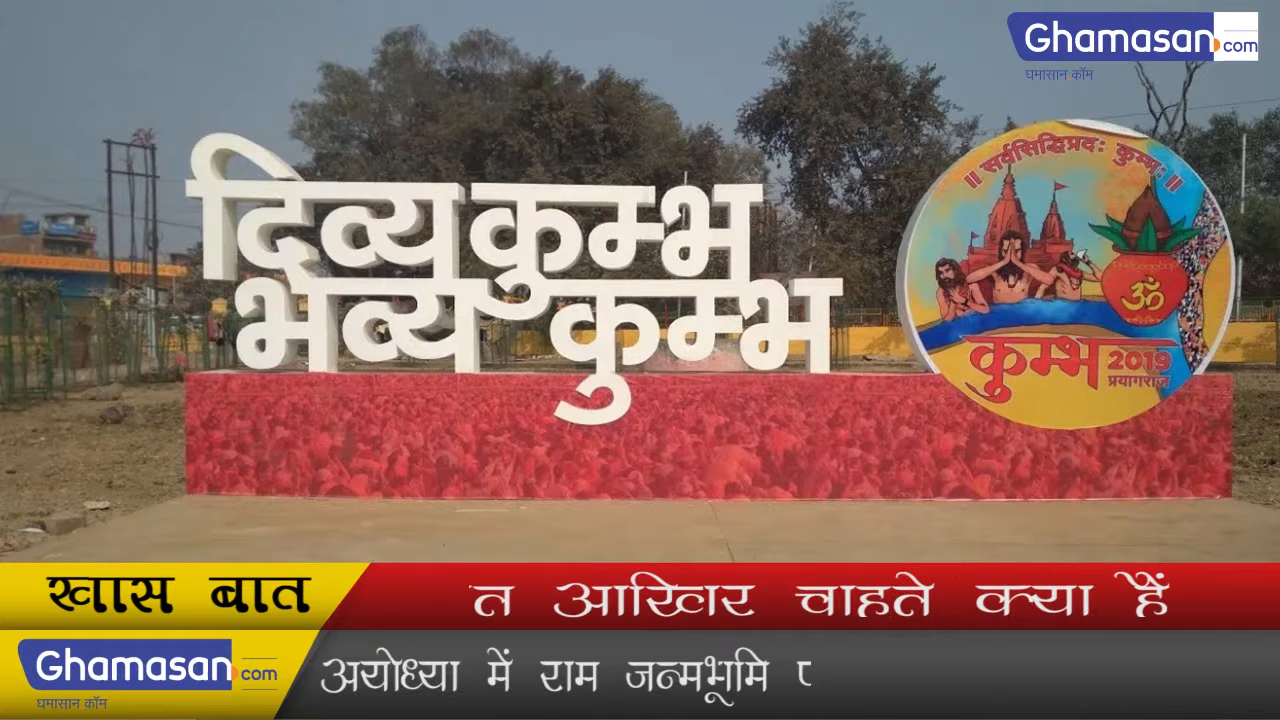 Ghamasan.com
घमासान कॉम
॥ सर्वसिद्धिप्रदः कुम्भः ॥
दिव्य कुम्भ
भव्य कुम्भ
ॐ
कुम्भ 2019
प्रयागराज
खास बात
त आखिर चाहते क्या हैं
Ghamasan.com
घमासान कॉम
अयोध्या में राम जन्मभूमि